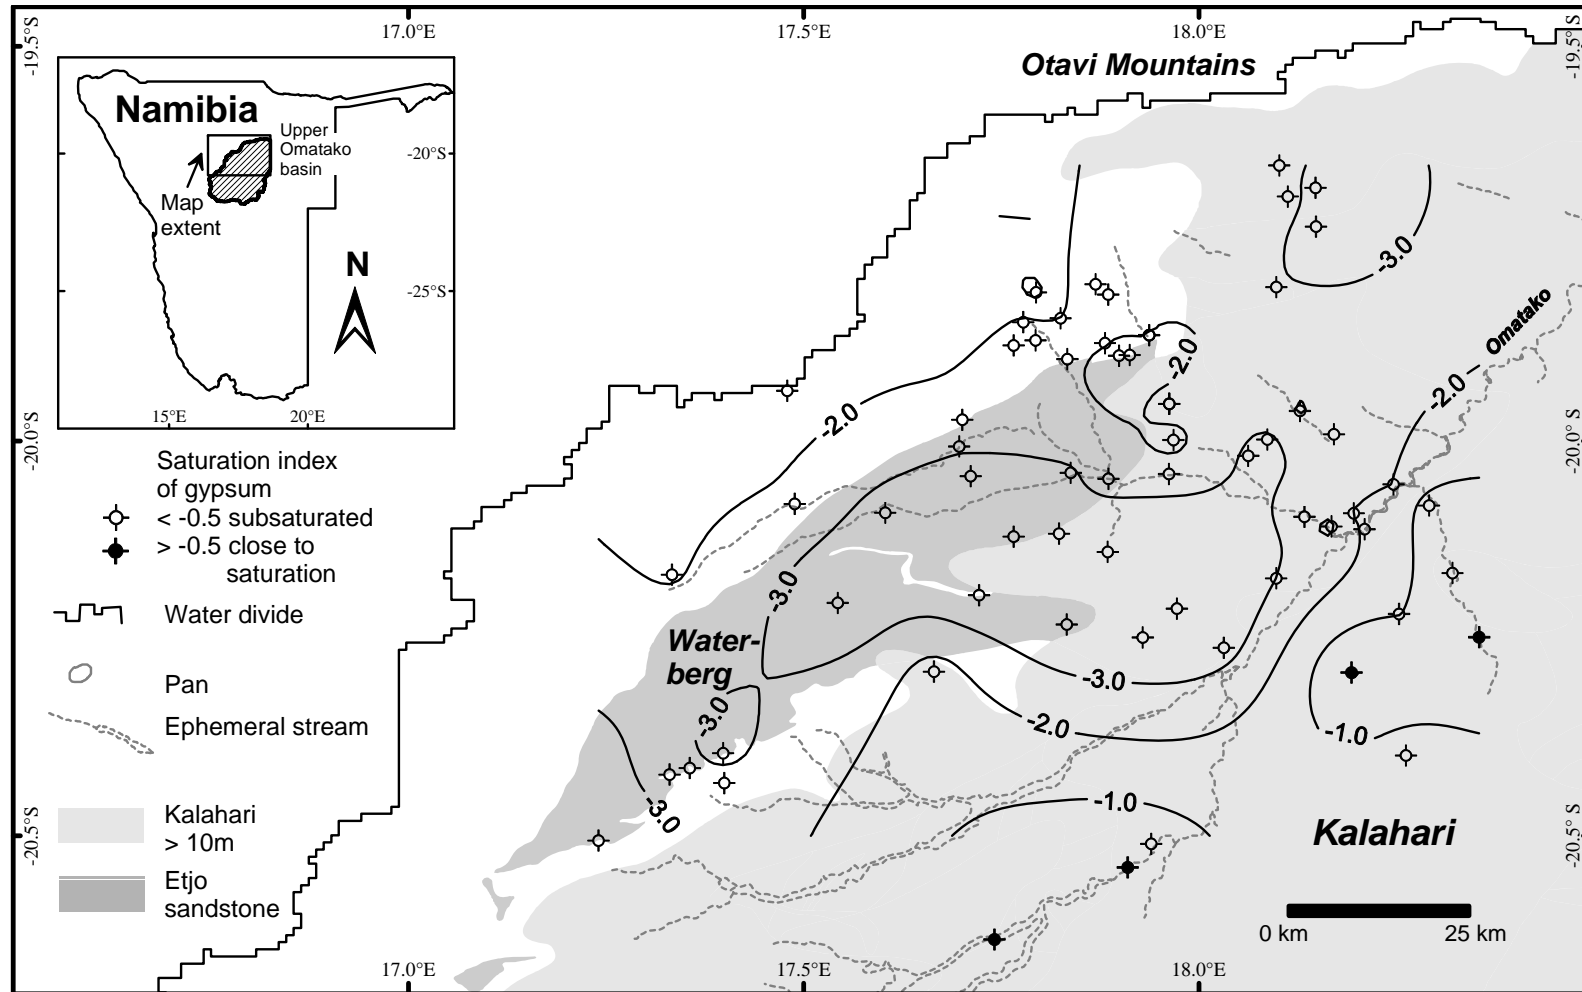 17.0°E
17.5°E
18.0°E
-19.5°S
-19.5°S
Otavi Mountains
Namibia
Upper
Omatako
basin
-20°S
Map
extent
N
-25°S
15°E
20°E
-3.0
Omatako
-2.0
-2.0
-2.0
-20.0°S
-20.0° S
Saturation index
of gypsum
< -0.5 subsaturated
> -0.5 close to
saturation
Water divide
Pan
Ephemeral stream
Kalahari
> 10m
Etjo
sandstone
-3.0
Water-
berg
-3.0
-3.0
-2.0
-1.0
-3.0
-1.0
Kalahari
-20.5°S
-20.5° S
0 km
25 km
17.0°E
17.5°E
18.0°E